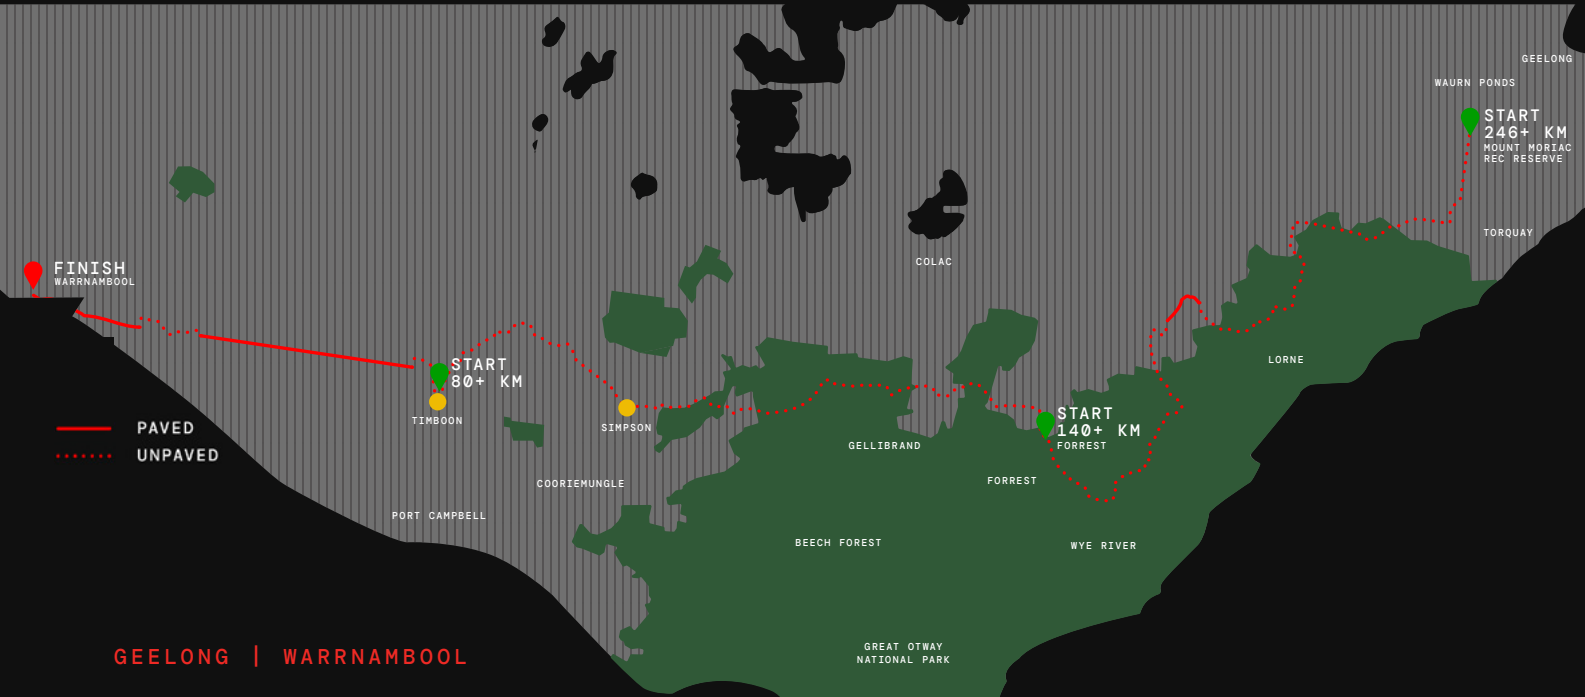 GEELONG
WAURN PONDS
START
246+ KM
MOUNT MORIAC
REC RESERVE
TORQUAY
COLAC
FINISH
WARRNAMBOOL
LORNE
START
80+ KM
TIMBOON
SIMPSON
START
140+ KM
FORREST
GELLIBRAND
PAVED
UNPAVED
COORIEMUNGLE
FORREST
PORT CAMPBELL
BEECH FOREST
WYE RIVER
GREAT OTWAY
NATIONAL PARK
GEELONG | WARRNAMBOOL